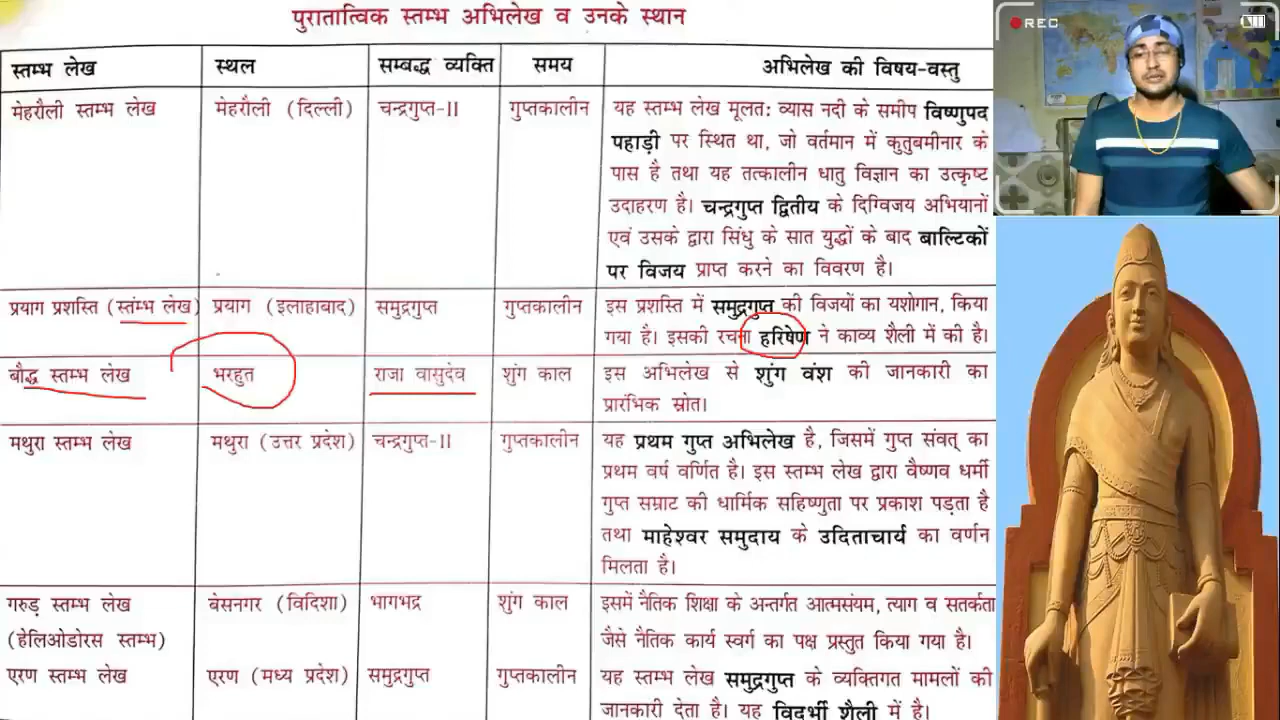 पुरातात्विक स्तम्भ अभिलेख व उनके स्थान
स्तम्भ लेख स्थल सम्बद्ध व्यक्ति समय अभिलेख की विषय-वस्तु
मेहरौली स्तम्भ लेख मेहरौली (दिल्ली) चन्द्रगुप्त-II गुप्तकालीन यह स्तम्भ लेख मूलत: व्यास नदी के समीप विष्णुपद
पहाड़ी पर स्थित था, जो वर्तमान में कुतुबमीनार के
पास है तथा यह तत्कालीन धातु विज्ञान का उत्कृष्ट
उदाहरण है। चन्द्रगुप्त द्वितीय के दिग्विजय अभियानों
एवं उसके द्वारा सिंधु के सात युद्धों के बाद बाल्टिकों
पर विजय प्राप्त करने का विवरण है।
प्रयाग प्रशस्ति (स्तंम्भ लेख) प्रयाग (इलाहाबाद) समुद्रगुप्त गुप्तकालीन इस प्रशस्ति में समुद्रगुप्त की विजयों का यशोगान, किया
गया है। इसकी रचना हरिषेण ने काव्य शैली में की है।
बौद्ध स्तम्भ लेख भरहुत राजा वासुदेव शुंग काल इस अभिलेख से शुंग वंश की जानकारी का
प्रारंभिक स्रोत।
मथुरा स्तम्भ लेख मथुरा (उत्तर प्रदेश) चन्द्रगुप्त-II गुप्तकालीन यह प्रथम गुप्त अभिलेख है, जिसमें गुप्त संवत् का
प्रथम वर्ष वर्णित है। इस स्तम्भ लेख द्वारा वैष्णव धर्मी
गुप्त सम्राट की धार्मिक सहिष्णुता पर प्रकाश पड़ता है
तथा माहेश्वर समुदाय के उदिताचार्य का वर्णन
मिलता है।
गरुड़ स्तम्भ लेख बेसनगर (विदिशा) भागभद्र शुंग काल इसमें नैतिक शिक्षा के अन्तर्गत आत्मसंयम, त्याग व सतर्कता
(हेलिओडोरस स्तम्भ) जैसे नैतिक कार्य स्वर्ग का पक्ष प्रस्तुत किया गया है।
एरण स्तम्भ लेख एरण (मध्य प्रदेश) समुद्रगुप्त गुप्तकालीन यह स्तम्भ लेख समुद्रगुप्त के व्यक्तिगत मामलों की
जानकारी देता है। यह विदर्भी शैली में है।
REC